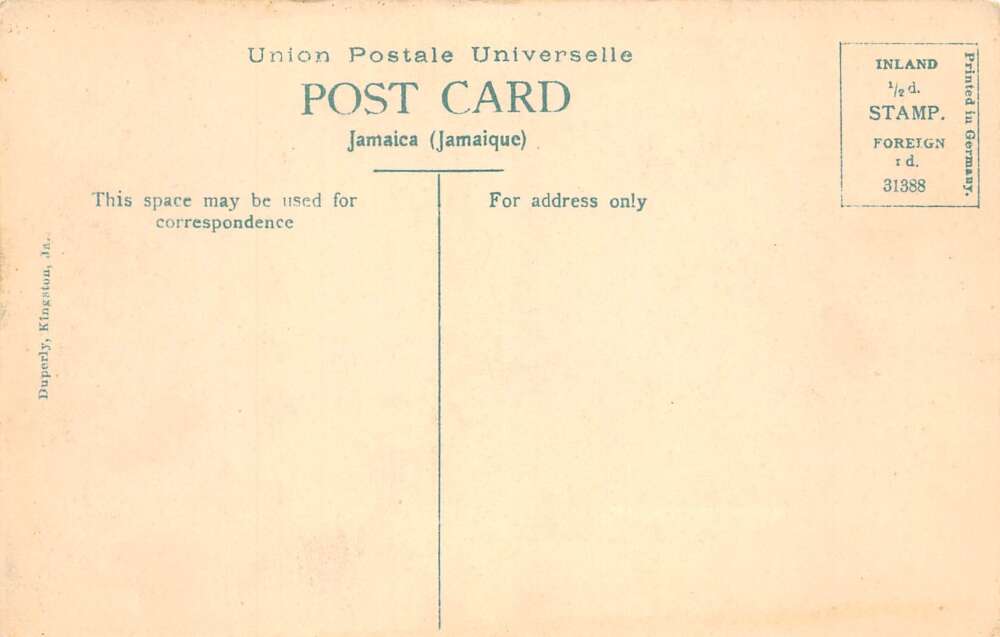 Union Postale Universelle
POST CARD
Jamaica (Jamaique)
This space may be used for
correspondence
For address only
INLAND
½ d.
STAMP.
FOREIGN
1 d.
31388
Printed in Germany.
Duperly, Kingston, Ja.